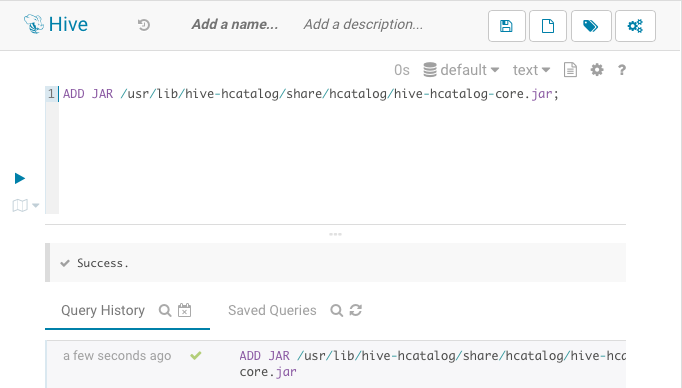 Hive Add a name... Add a description...
0s default text ?
1 ADD JAR /usr/lib/hive-hcatalog/share/hcatalog/hive-hcatalog-core.jar;
Success.
Query History Saved Queries
a few seconds ago ADD JAR /usr/lib/hive-hcatalog/share/hcatalog/hive-hca
core.jar